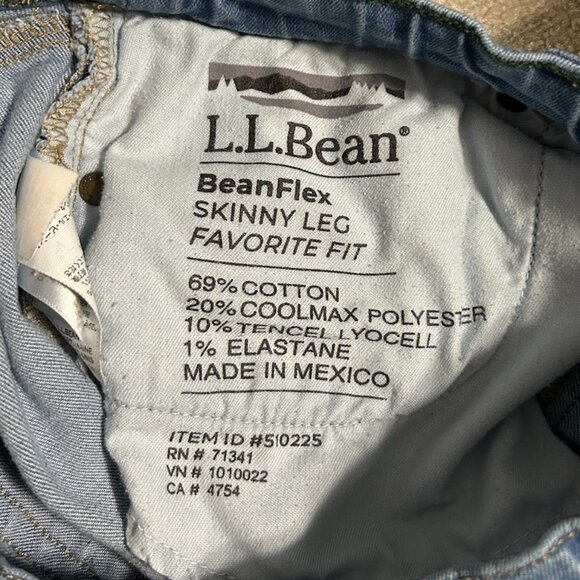 L.L.Bean®
BeanFlex
SKINNY LEG
FAVORITE FIT
69% COTTON
20% COOLMAX POLYESTER
10% TENCEL LYOCELL
1% ELASTANE
MADE IN MEXICO
ITEM ID #510225
RN # 71341
VN # 1010022
CA # 4754